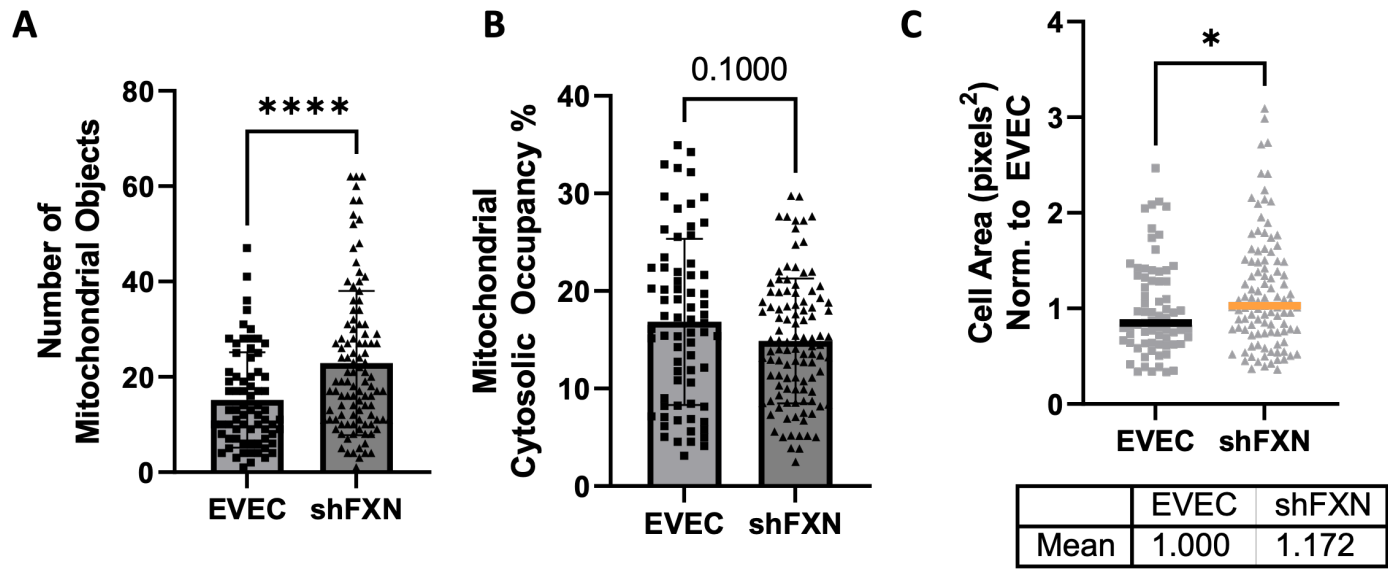 A
Number of
Mitochondrial Objects
80
60
40
20
0
****
EVEC shFXN
B
Mitochondrial
Cytosolic Occupancy %
40
30
20
10
0
0.1000
EVEC shFXN
C
Cell Area (pixels²)
Norm. to EVEC
4
3
2
1
0
*
EVEC shFXN
EVEC shFXN
Mean 1.000 1.172